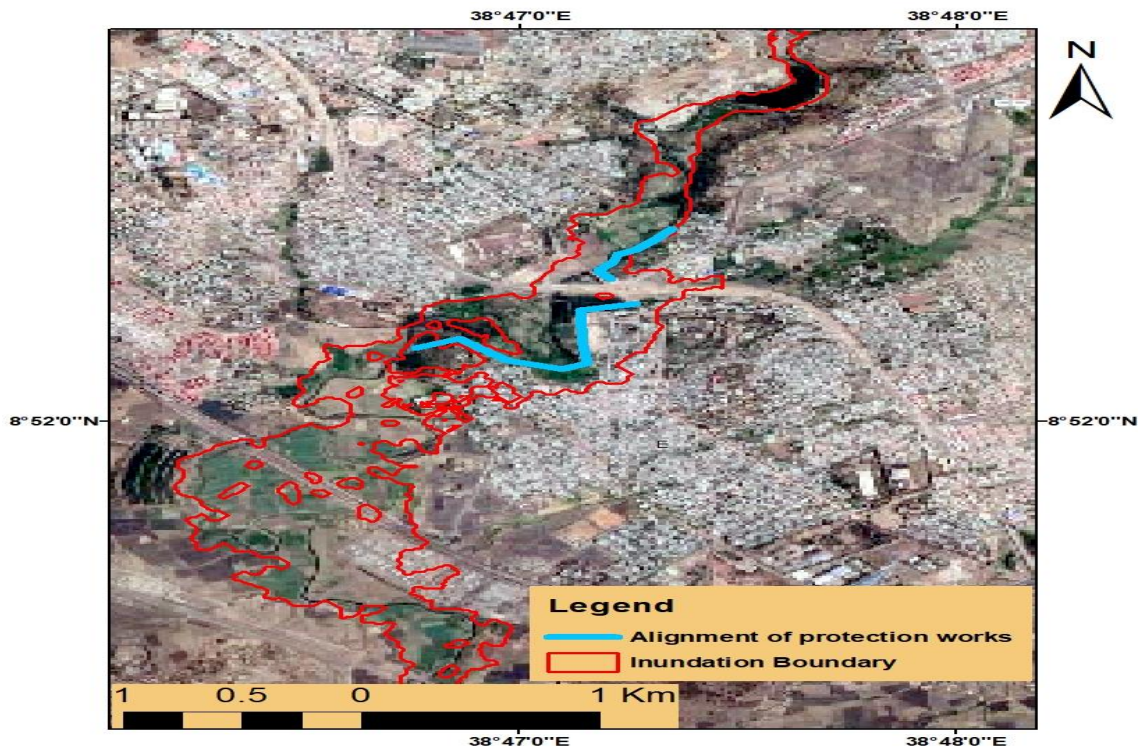 38°47'0"E 38°48'0"E
N
8°52'0"N 8°52'0"N
E
Legend
Alignment of protection works
Inundation Boundary
1 0.5 0 1 Km
38°47'0"E 38°48'0"E